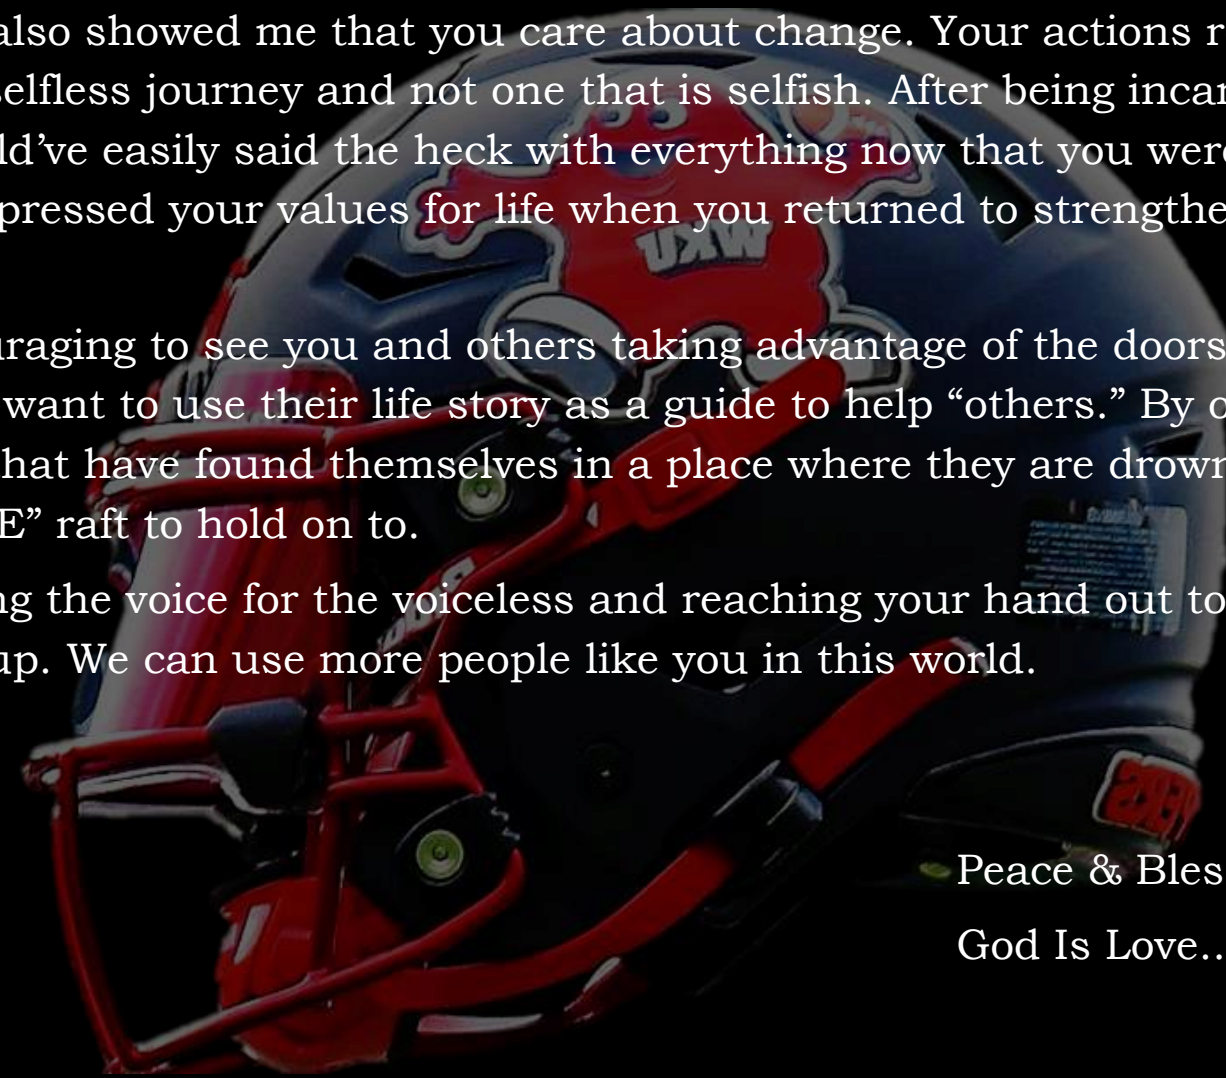 also showed me that you care about change. Your actions r
selfless journey and not one that is selfish. After being incar
ld’ve easily said the heck with everything now that you were
pressed your values for life when you returned to strengthe
uraging to see you and others taking advantage of the doors
want to use their life story as a guide to help “others.” By
hat have found themselves in a place where they are drown
E” raft to hold on to.
ng the voice for the voiceless and reaching your hand out to
up. We can use more people like you in this world.
Peace & Bles
God Is Love..
WKU